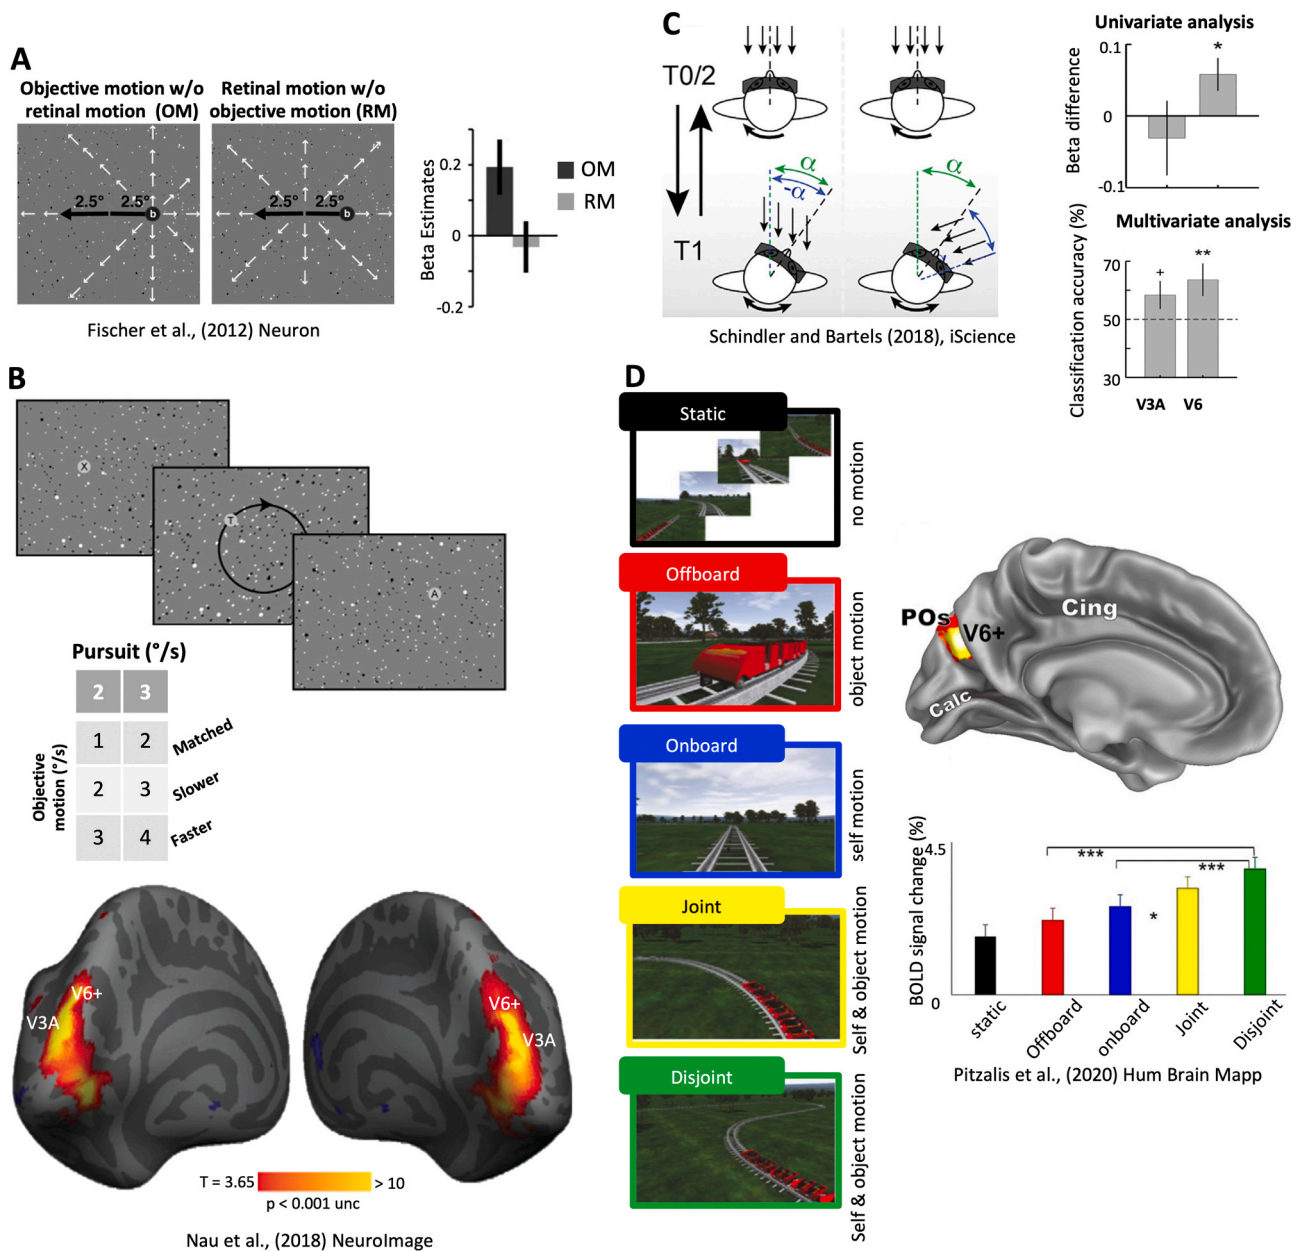 A
Objective motion w/o
retinal motion (OM)
Retinal motion w/o
objective motion (RM)
2.5°
2.5°
b
2.5°
2.5°
b
Beta Estimates
0.2
0
-0.2
OM
RM
Fischer et al., (2012) Neuron
B
X
T
A
Pursuit (°/s)
2 3
1 2 Matched
2 3 Slower
3 4 Faster
Objective
motion (°/s)
V6+
V3A
V6+
V3A
T = 3.65 > 10
p < 0.001 unc
Nau et al., (2018) NeuroImage
C
T0/2
T1
α
-α
α
Schindler and Bartels (2018), iScience
Univariate analysis
Beta difference
0.1
0
-0.1
*
Multivariate analysis
Classification accuracy (%)
70
50
30
+
**
V3A V6
D
Static
no motion
Offboard
object motion
Onboard
self motion
Joint
Self & object motion
Disjoint
Self & object motion
POs
V6+
Cing
Calc
BOLD signal change (%)
4.5
0
***
***
*
static
Offboard
onboard
Joint
Disjoint
Pitzalis et al., (2020) Hum Brain Mapp